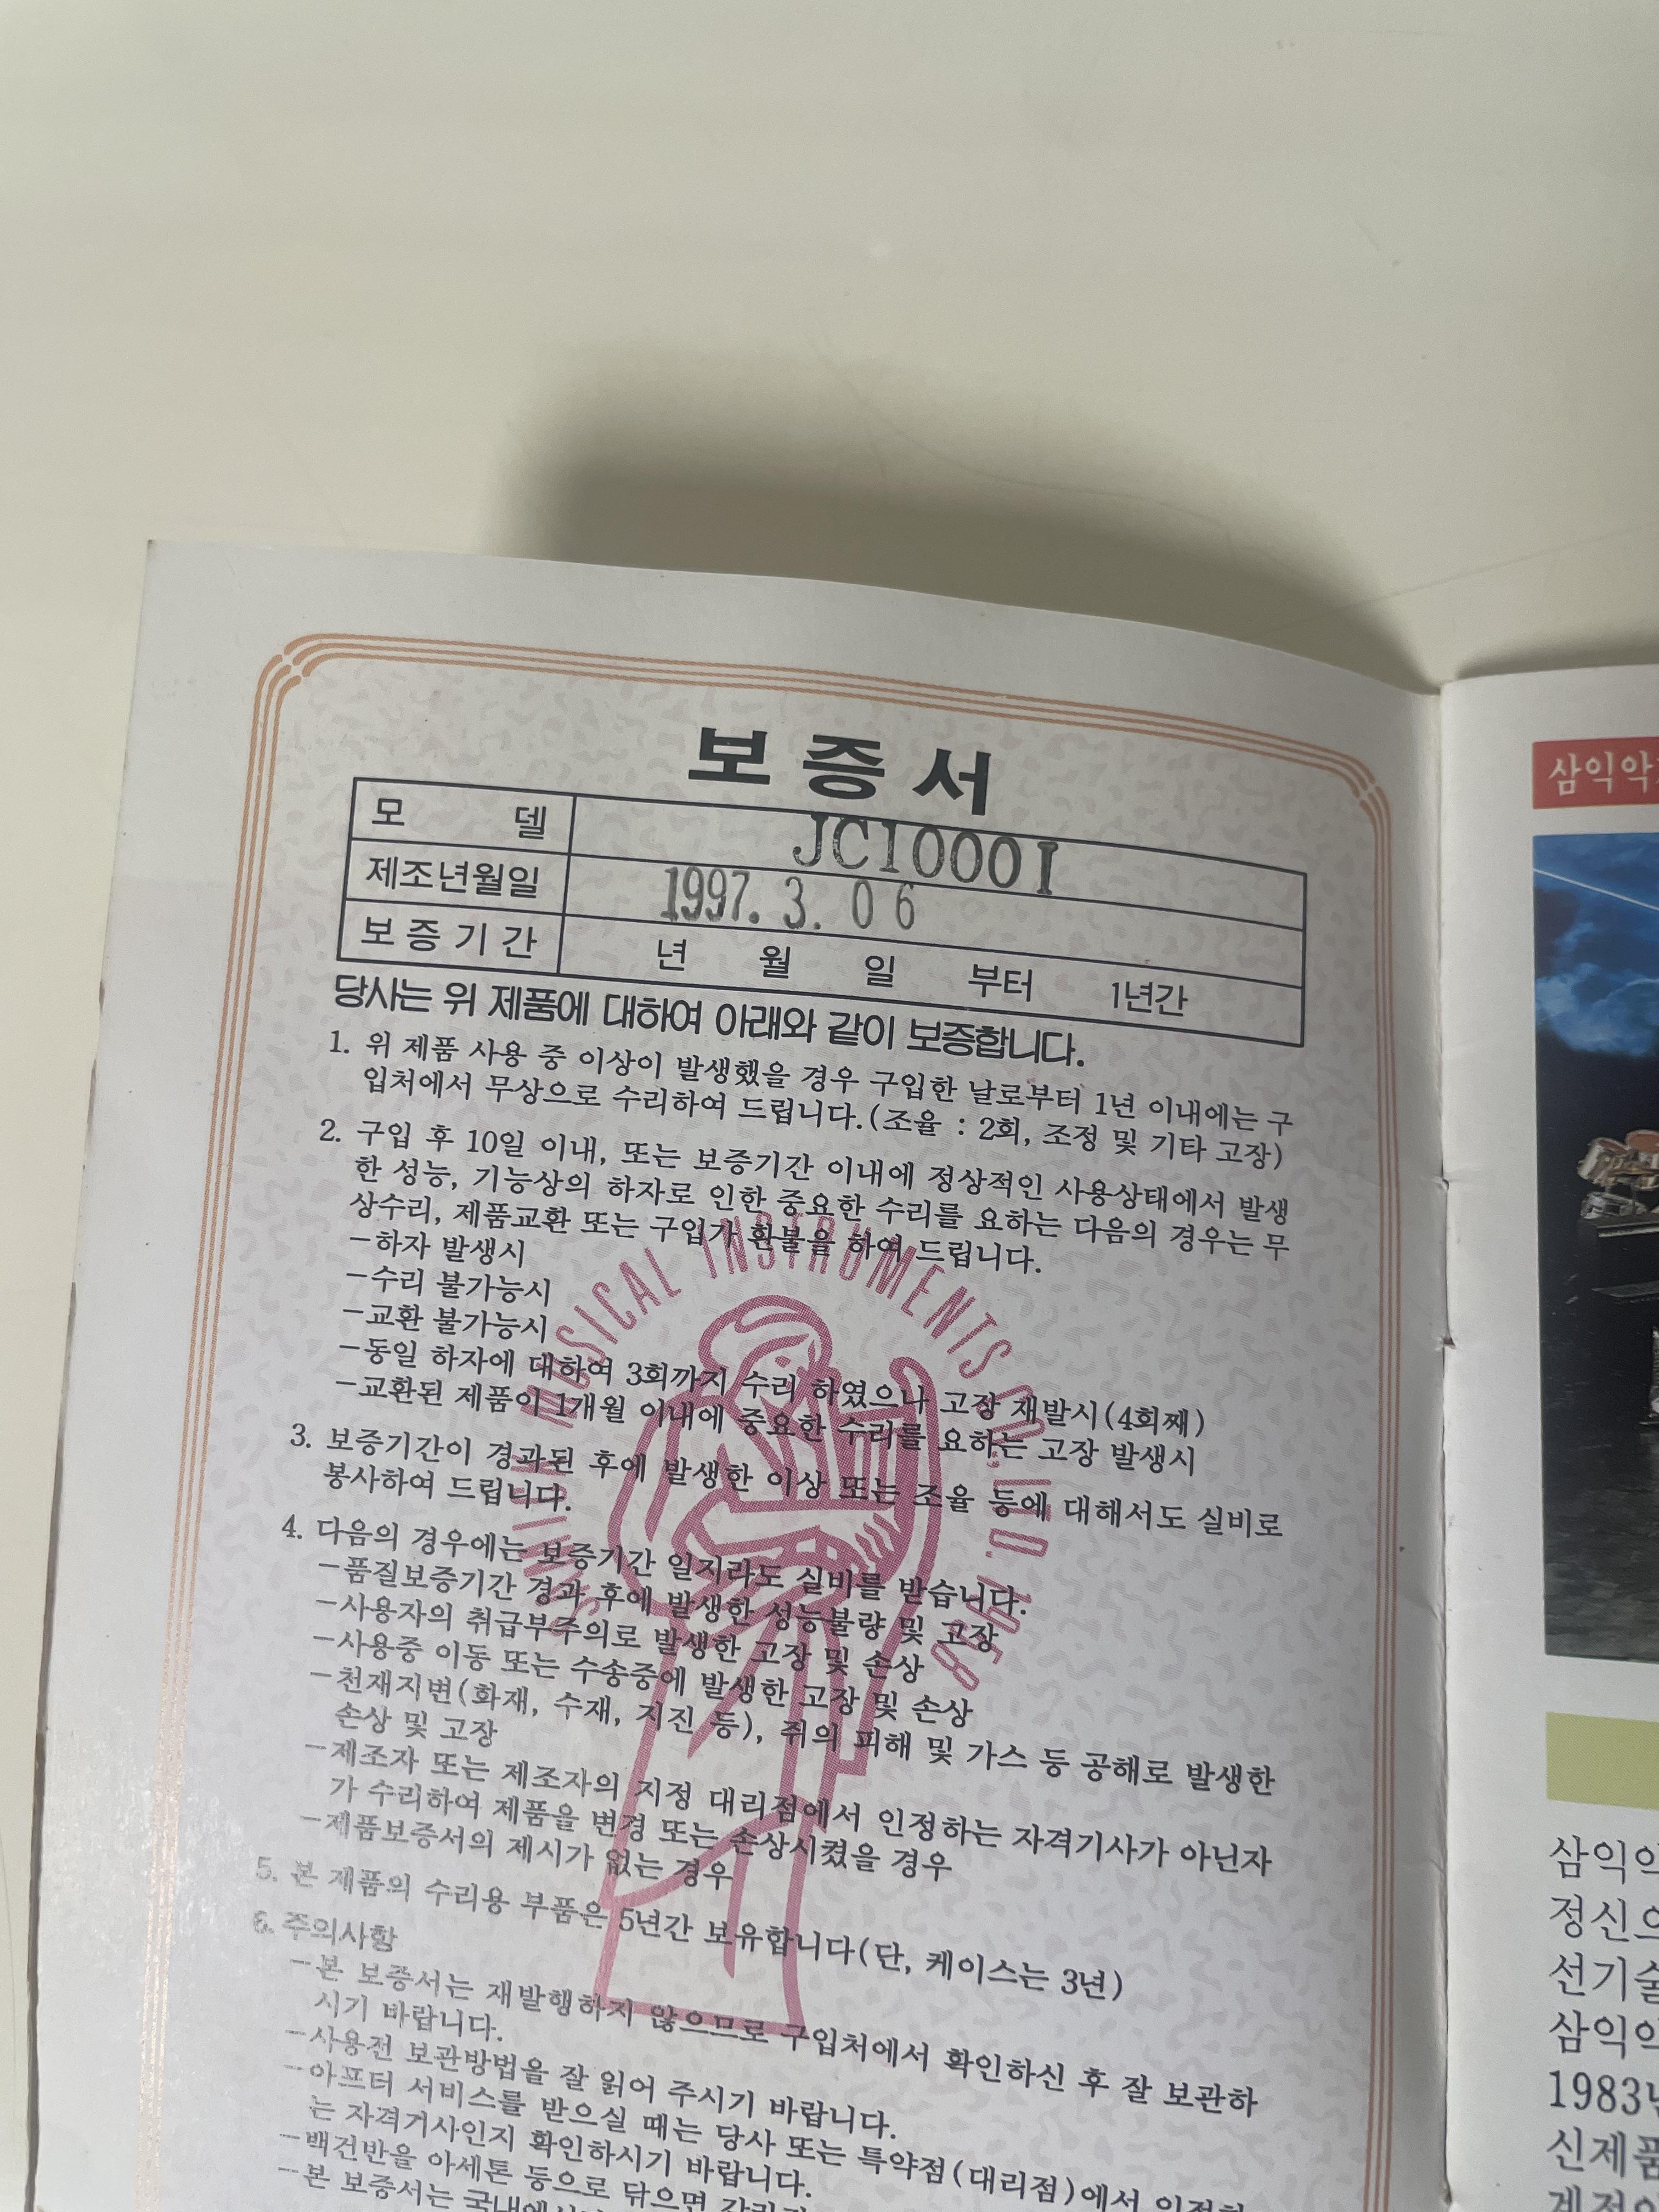 보증서
모 델 JC1000I
제조년월일 1997. 3. 06
보증기간 년 월 일 부터 1년간
당사는 위 제품에 대하여 아래와 같이 보증합니다.
1. 위 제품 사용 중 이상이 발생했을 경우 구입한 날로부터 1년 이내에는 구
입처에서 무상으로 수리하여 드립니다.(조율 : 2회, 조정 및 기타 고장)
2. 구입 후 10일 이내, 또는 보증기간 이내에 정상적인 사용상태에서 발생
한 성능, 기능상의 하자로 인한 중요한 수리를 요하는 다음의 경우는 무
상수리, 제품교환 또는 구입가 환불을 하여 드립니다.
-하자 발생시
-수리 불가능시
-교환 불가능시
-동일 하자에 대하여 3회까지 수리 하였으나 고장 재발시(4회째)
-교환된 제품이 1개월 이내에 중요한 수리를 요하는 고장 발생시
3. 보증기간이 경과된 후에 발생한 이상 또는 조율 등에 대해서도 실비로
봉사하여 드립니다.
4. 다음의 경우에는 보증기간 일지라도 실비를 받습니다.
-품질보증기간 경과 후에 발생한 성능불량 및 고장
-사용자의 취급부주의로 발생한 고장 및 손상
-사용중 이동 또는 수송중에 발생한 고장 및 손상
-천재지변(화재, 수재, 지진 등), 쥐의 피해 및 가스 등 공해로 발생한
손상 및 고장
-제조자 또는 제조자의 지정 대리점에서 인정하는 자격기사가 아닌자
가 수리하여 제품을 변경 또는 손상시켰을 경우
-제품보증서의 제시가 없는 경우
5. 본 제품의 수리용 부품은 5년간 보유합니다(단, 케이스는 3년)
6. 주의사항
-본 보증서는 재발행하지 않으므로 구입처에서 확인하신 후 잘 보관하
시기 바랍니다.
-사용전 보관방법을 잘 읽어 주시기 바랍니다.
-아프터 서비스를 받으실 때는 당사 또는 특약점(대리점)에서 인정하
는 자격기사인지 확인하시기 바랍니다.
-백건반을 아세톤 등으로 닦으면
-본 보증서는
MUSICAL INSTRUMENTS CO. LTD. 1958
삼익악
삼익의
정신으
선기술
삼익의
1983년
신제품